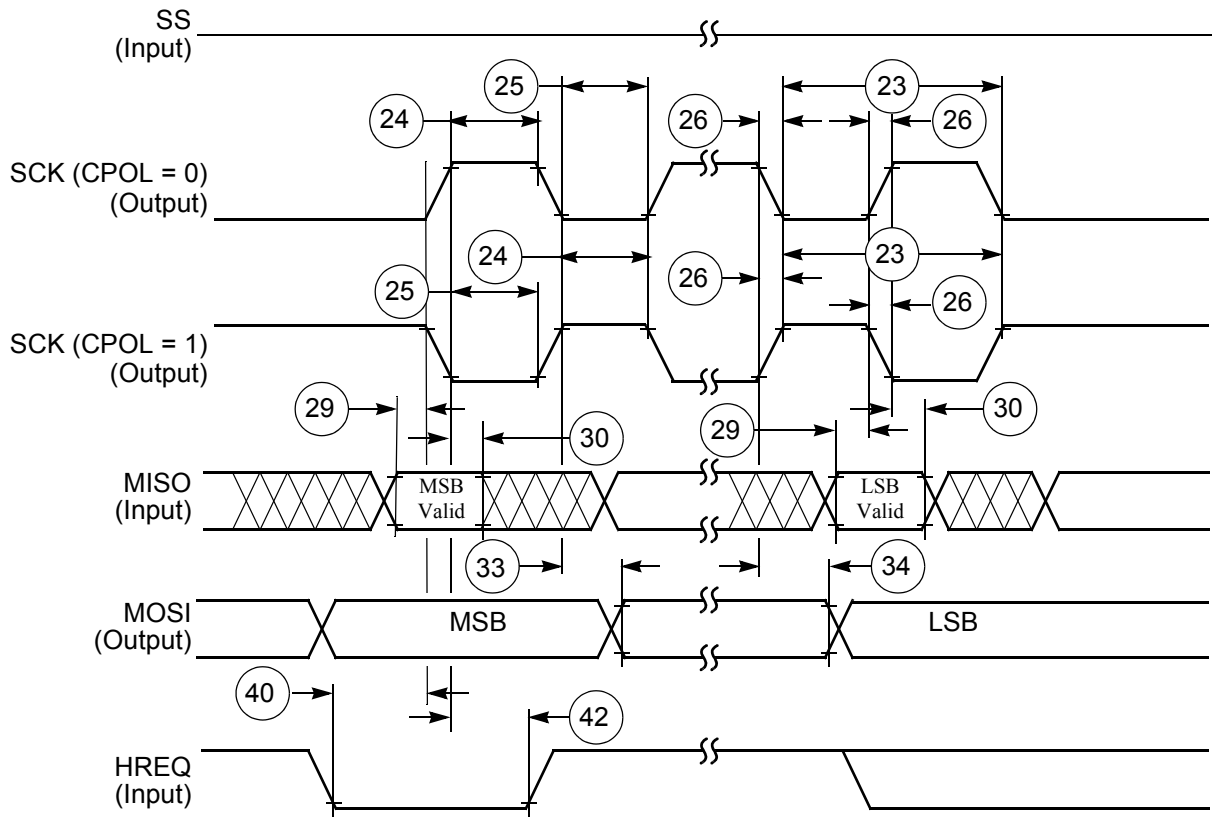 SS
(Input)
25
23
24
26
26
SCK (CPOL = 0)
(Output)
24
23
25
26
26
SCK (CPOL = 1)
(Output)
29
30
29
30
MISO
(Input)
MSB
Valid
LSB
Valid
33
34
MOSI
(Output)
MSB
LSB
40
42
HREQ
(Input)